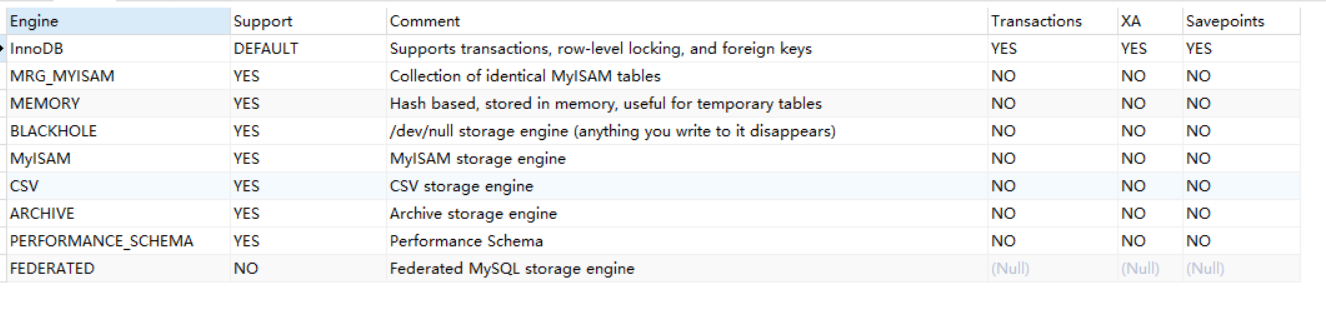 Engine Support Comment Transactions XA Savepoints
InnoDB DEFAULT Supports transactions, row-level locking, and foreign keys YES YES YES
MRG_MYISAM YES Collection of identical MyISAM tables NO NO NO
MEMORY YES Hash based, stored in memory, useful for temporary tables NO NO NO
BLACKHOLE YES /dev/null storage engine (anything you write to it disappears) NO NO NO
MyISAM YES MyISAM storage engine NO NO NO
CSV YES CSV storage engine NO NO NO
ARCHIVE YES Archive storage engine NO NO NO
PERFORMANCE_SCHEMA YES Performance Schema NO NO NO
FEDERATED NO Federated MySQL storage engine (Null) (Null) (Null)